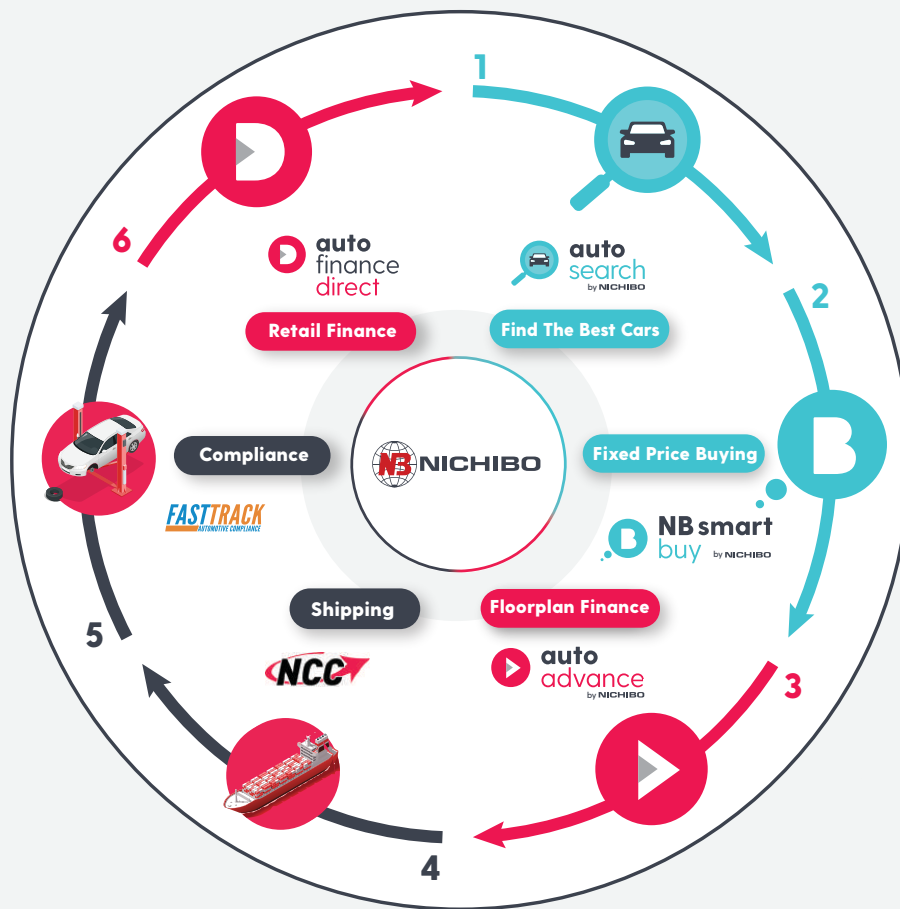 1
auto
search
by NICHIBO
Find The Best Cars
2
Fixed Price Buying
B
B
NB smart
buy by NICHIBO
3
Floorplan Finance
auto
advance
by NICHIBO
4
Shipping
NCC
5
Compliance
FASTTRACK
AUTOMOTIVE COMPLIANCE
6
D
D
auto
finance
direct
Retail Finance
NB NICHIBO